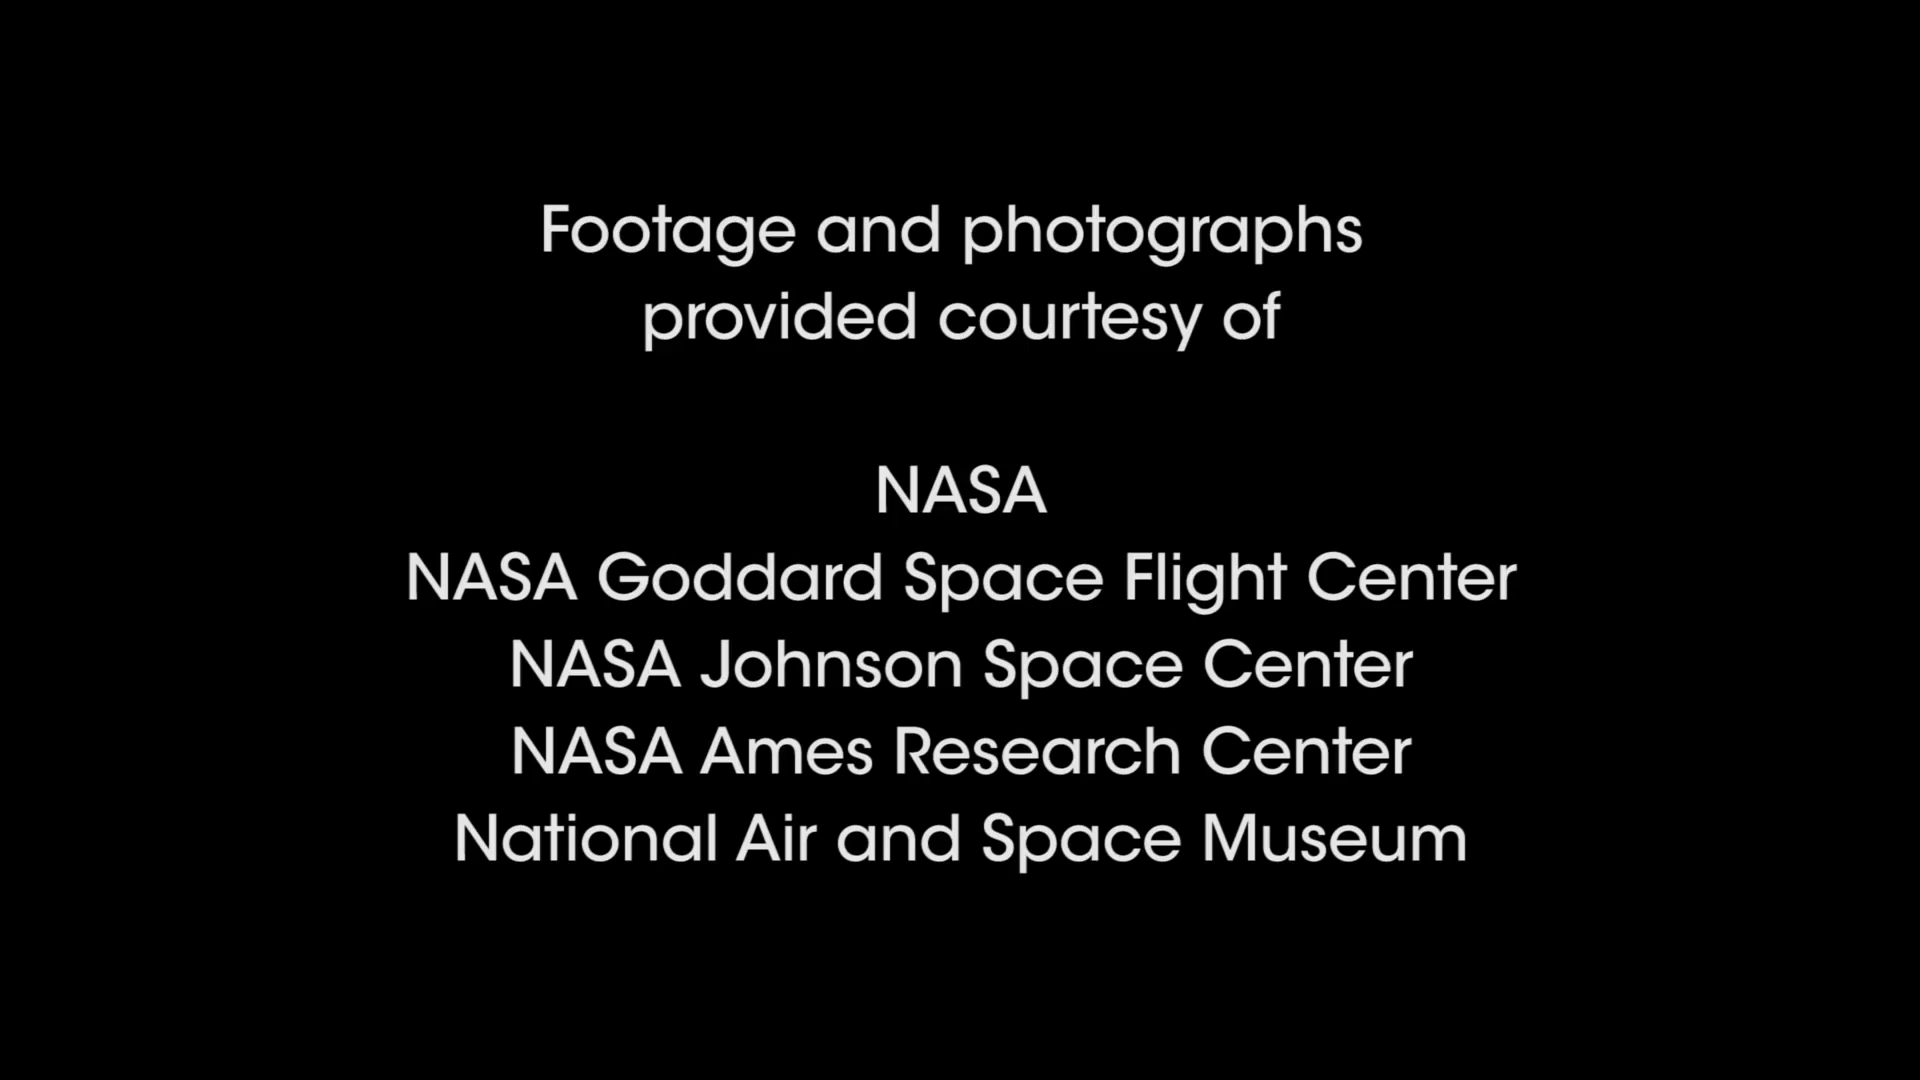 Footage and photographs
provided courtesy of
NASA
NASA Goddard Space Flight Center
NASA Johnson Space Center
NASA Ames Research Center
National Air and Space Museum